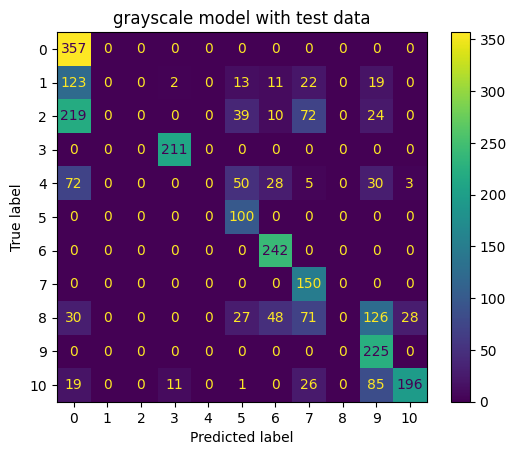 grayscale model with test data
0 357 0 0 0 0 0 0 0 0 0 0
1 123 0 0 2 0 13 11 22 0 19 0
2 219 0 0 0 0 39 10 72 0 24 0
3 0 0 0 211 0 0 0 0 0 0 0
4 72 0 0 0 0 50 28 5 0 30 3
5 0 0 0 0 0 100 0 0 0 0 0
6 0 0 0 0 0 0 242 0 0 0 0
7 0 0 0 0 0 0 0 150 0 0 0
8 30 0 0 0 0 27 48 71 0 126 28
9 0 0 0 0 0 0 0 0 0 225 0
10 19 0 0 11 0 1 0 26 0 85 196
0 1 2 3 4 5 6 7 8 9 10
Predicted label
True label
350
300
250
200
150
100
50
0